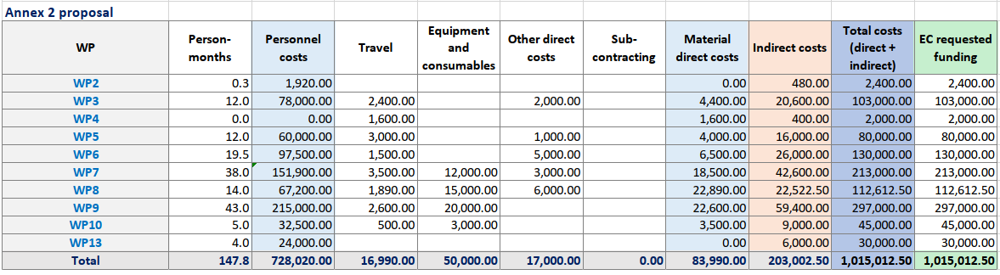 Annex 2 proposal
WP Person-months Personnel costs Travel Equipment and consumables Other direct costs Sub-contracting Material direct costs Indirect costs Total costs (direct + indirect) EC requested funding
WP2 0.3 1,920.00 0.00 480.00 2,400.00 2,400.00
WP3 12.0 78,000.00 2,400.00 2,000.00 4,400.00 20,600.00 103,000.00 103,000.00
WP4 0.0 0.00 1,600.00 1,600.00 400.00 2,000.00 2,000.00
WP5 12.0 60,000.00 3,000.00 1,000.00 4,000.00 16,000.00 80,000.00 80,000.00
WP6 19.5 97,500.00 1,500.00 5,000.00 6,500.00 26,000.00 130,000.00 130,000.00
WP7 38.0 151,900.00 3,500.00 12,000.00 3,000.00 18,500.00 42,600.00 213,000.00 213,000.00
WP8 14.0 67,200.00 1,890.00 15,000.00 6,000.00 22,890.00 22,522.50 112,612.50 112,612.50
WP9 43.0 215,000.00 2,600.00 20,000.00 22,600.00 59,400.00 297,000.00 297,000.00
WP10 5.0 32,500.00 500.00 3,000.00 3,500.00 9,000.00 45,000.00 45,000.00
WP13 4.0 24,000.00 0.00 6,000.00 30,000.00 30,000.00
Total 147.8 728,020.00 16,990.00 50,000.00 17,000.00 0.00 83,990.00 203,002.50 1,015,012.50 1,015,012.50